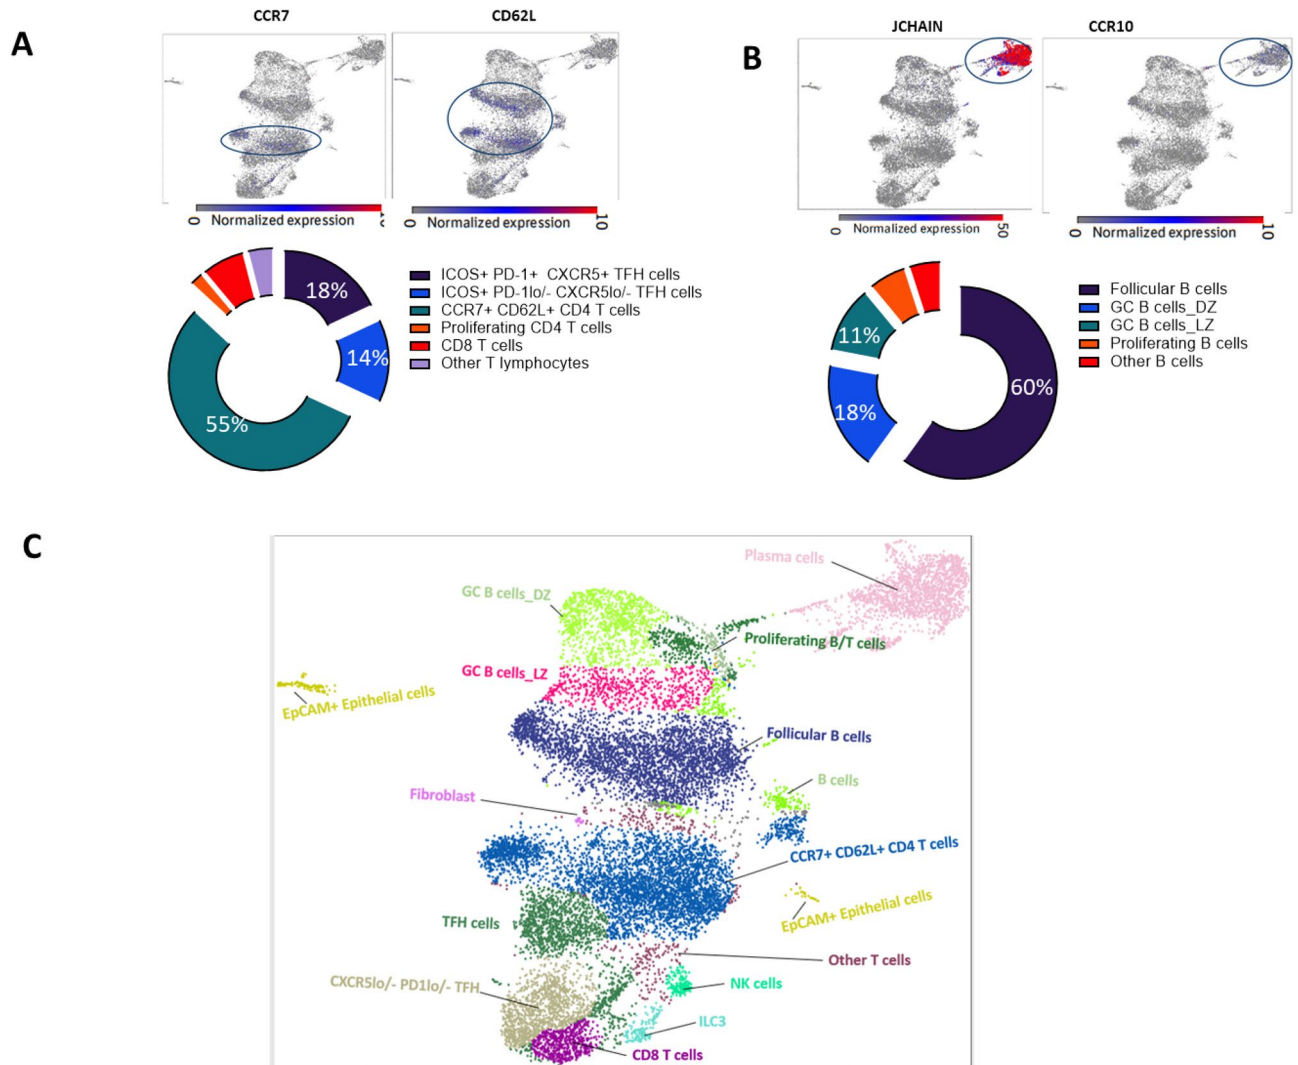 A
CCR7
CD62L
0
Normalized expression
0
Normalized expression
10
18%
14%
55%
ICOS+ PD-1+ CXCR5+ TFH cells
ICOS+ PD-1lo/- CXCR5lo/- TFH cells
CCR7+ CD62L+ CD4 T cells
Proliferating CD4 T cells
CD8 T cells
Other T lymphocytes
B
JCHAIN
CCR10
0
Normalized expression
50
0
Normalized expression
10
11%
18%
60%
Follicular B cells
GC B cells_DZ
GC B cells_LZ
Proliferating B cells
Other B cells
C
Plasma cells
GC B cells_DZ
Proliferating B/T cells
GC B cells_LZ
EpCAM+ Epithelial cells
Follicular B cells
B cells
Fibroblast
CCR7+ CD62L+ CD4 T cells
EpCAM+ Epithelial cells
TFH cells
Other T cells
CXCR5lo/- PD1lo/- TFH
NK cells
ILC3
CD8 T cells